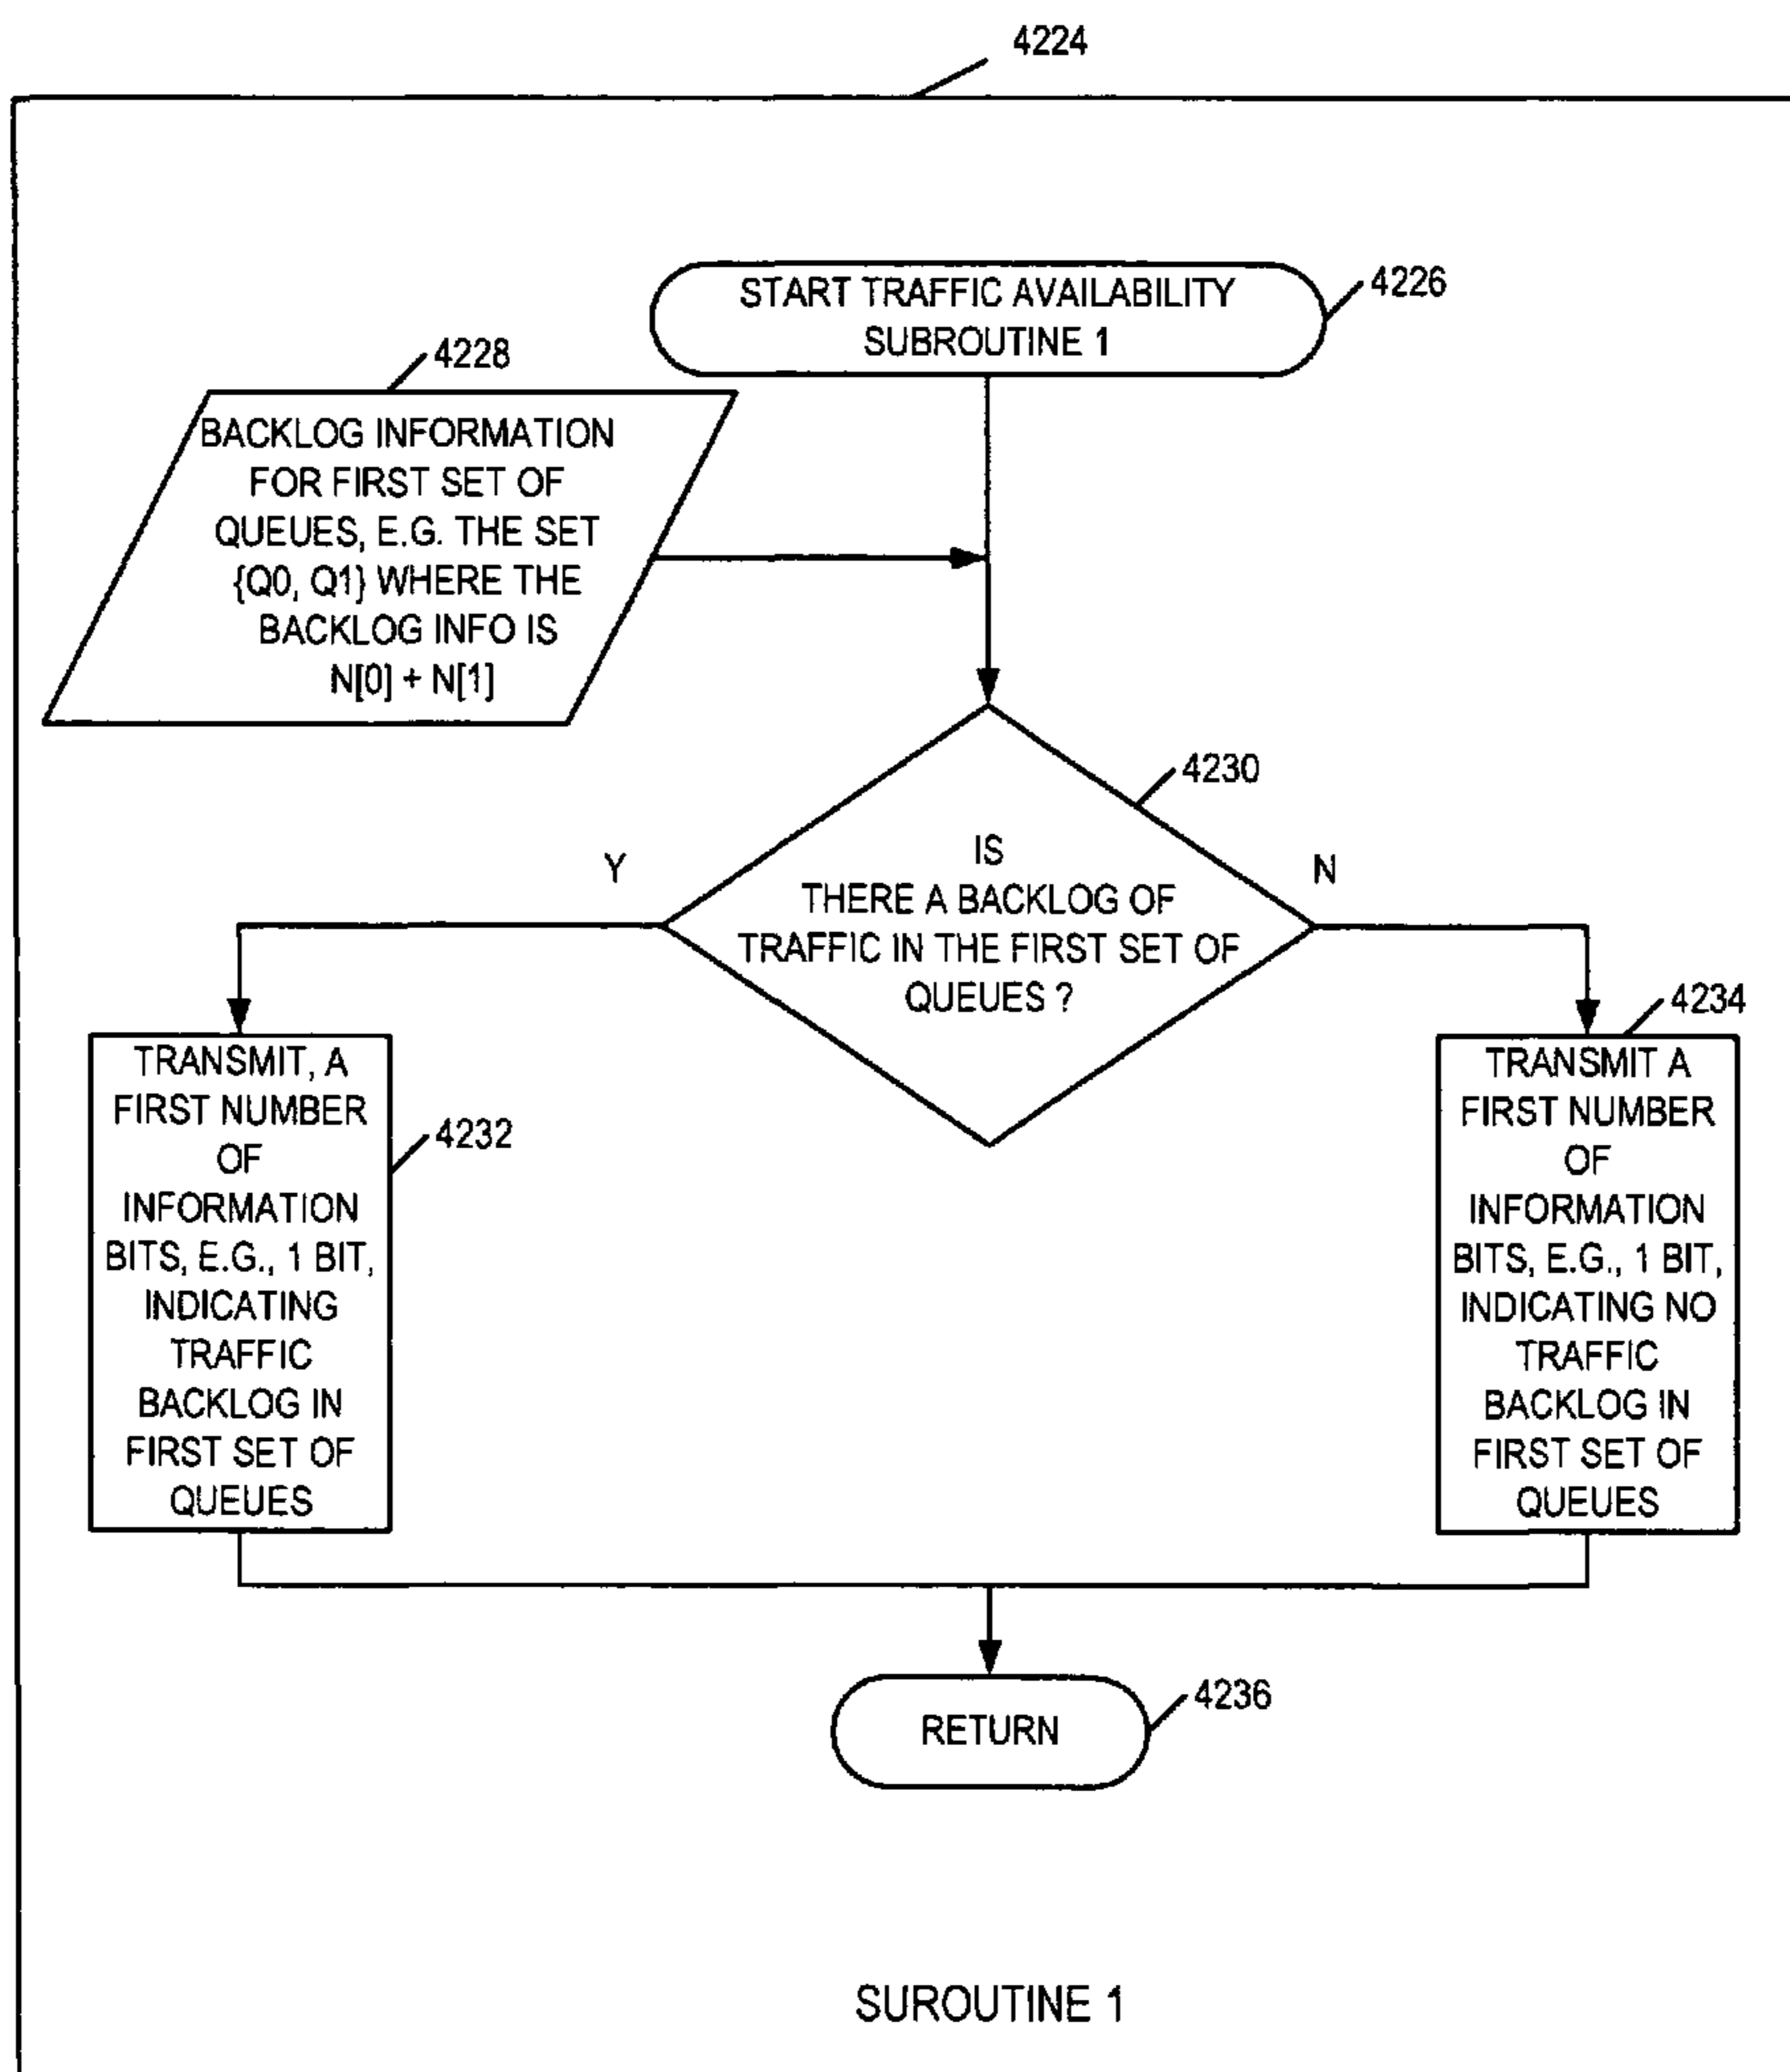 4224
START TRAFFIC AVAILABILITY
SUBROUTINE 1
4226
4228
BACKLOG INFORMATION
FOR FIRST SET OF
QUEUES, E.G. THE SET
{Q0, Q1} WHERE THE
BACKLOG INFO IS
N[0] + N[1]
4230
IS
THERE A BACKLOG OF
TRAFFIC IN THE FIRST SET OF
QUEUES ?
Y
N
4232
TRANSMIT, A
FIRST NUMBER
OF
INFORMATION
BITS, E.G., 1 BIT,
INDICATING
TRAFFIC
BACKLOG IN
FIRST SET OF
QUEUES
4234
TRANSMIT A
FIRST NUMBER
OF
INFORMATION
BITS, E.G., 1 BIT,
INDICATING NO
TRAFFIC
BACKLOG IN
FIRST SET OF
QUEUES
RETURN
4236
SUROUTINE 1